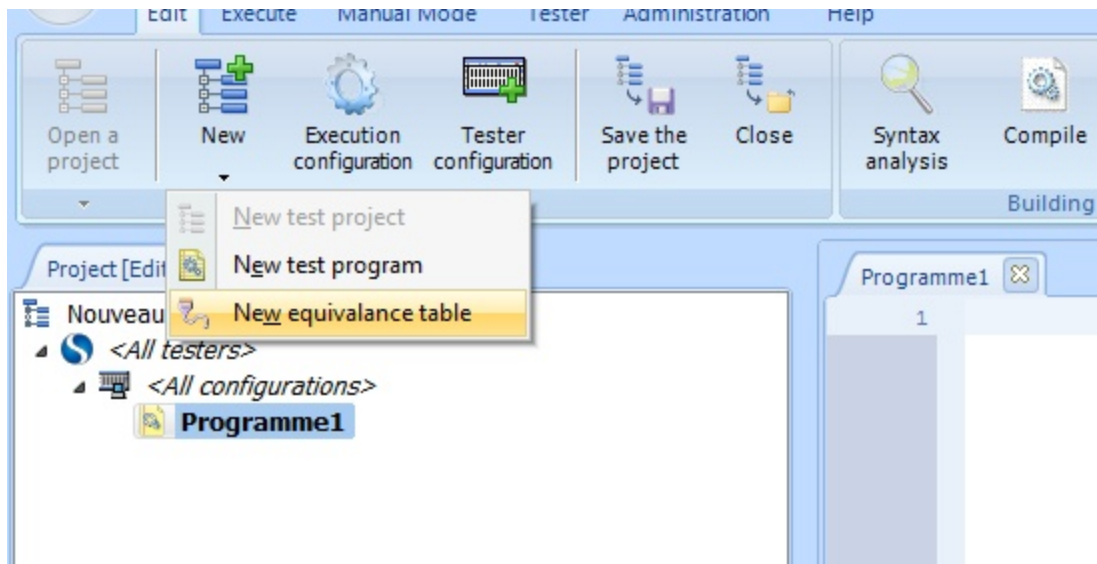 Edit Execute Manual Mode Tester Administration Help
Open a project
New
Execution configuration
Tester configuration
Save the project
Close
Syntax analysis
Compile
Building
New test project
New test program
New equivalance table
Project [Edit
Programme1
1
Nouveau
<All testers>
<All configurations>
Programme1